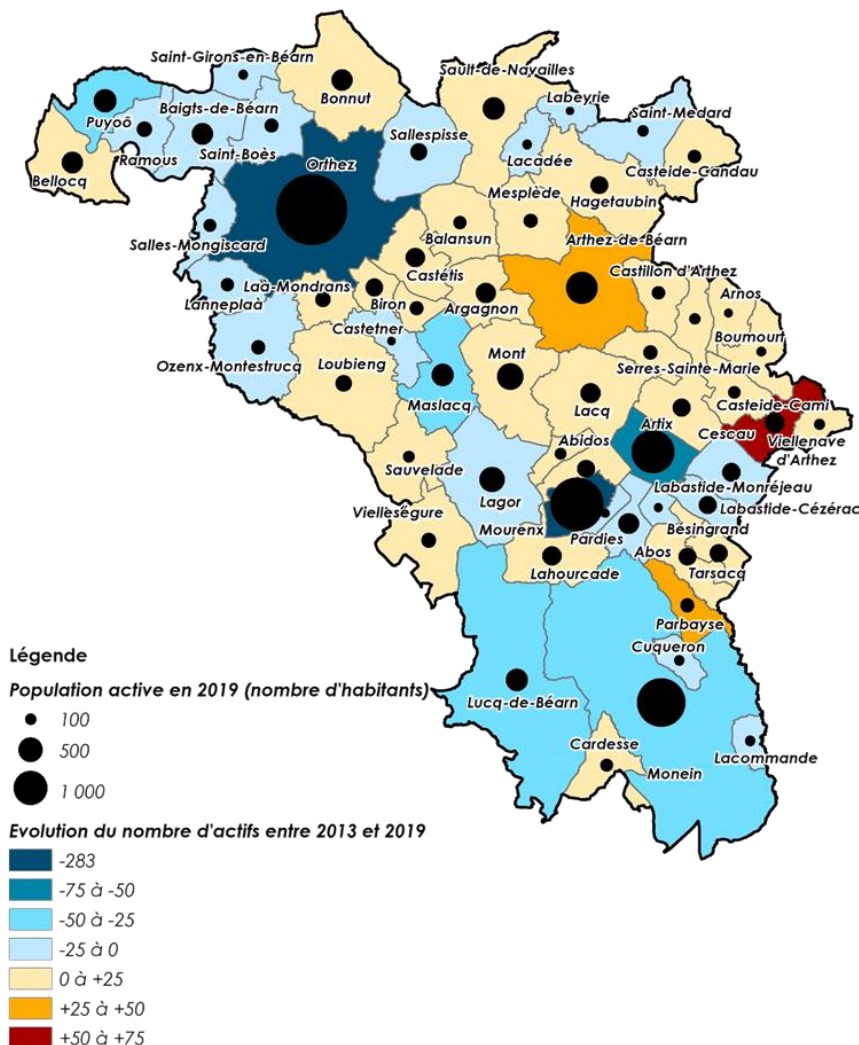 Saint-Girons-en-Béarn
Bonnut
Sault-de-Navailles
Labeyrie
Saint-Medard
Puyoô
Baigts-de-Béarn
Ramous
Saint-Boès
Sallespisse
Lacadée
Casteide-Candau
Bellocq
Orthez
Mesplède
Hagetaubin
Salles-Mongiscard
Balansun
Arthez-de-Béarn
Castétis
Castillon d'Arthez
Lanneplaà
Laà-Mondrans
Biron
Argagnon
Arnos
Castetner
Boumourt
Ozenx-Montestrucq
Loubieng
Mont
Serres-Sainte-Marie
Maslacq
Lacq
Casteide-Cami
Artix
Cescau
Viellenave
d'Arthez
Sauvelade
Abidos
Labastide-Monréjeau
Lagor
Labastide-Cézérac
Viellesègure
Mourenx
Pardies
Bésingrand
Abos
Lahourcade
Tarsacq
Parbayse
Cuqueron
Lucq-de-Béarn
Cardesse
Monein
Lacommande
Légende
Population active en 2019 (nombre d'habitants)
100
500
1 000
Evolution du nombre d'actifs entre 2013 et 2019
-283
-75 à -50
-50 à -25
-25 à 0
0 à +25
+25 à +50
+50 à +75